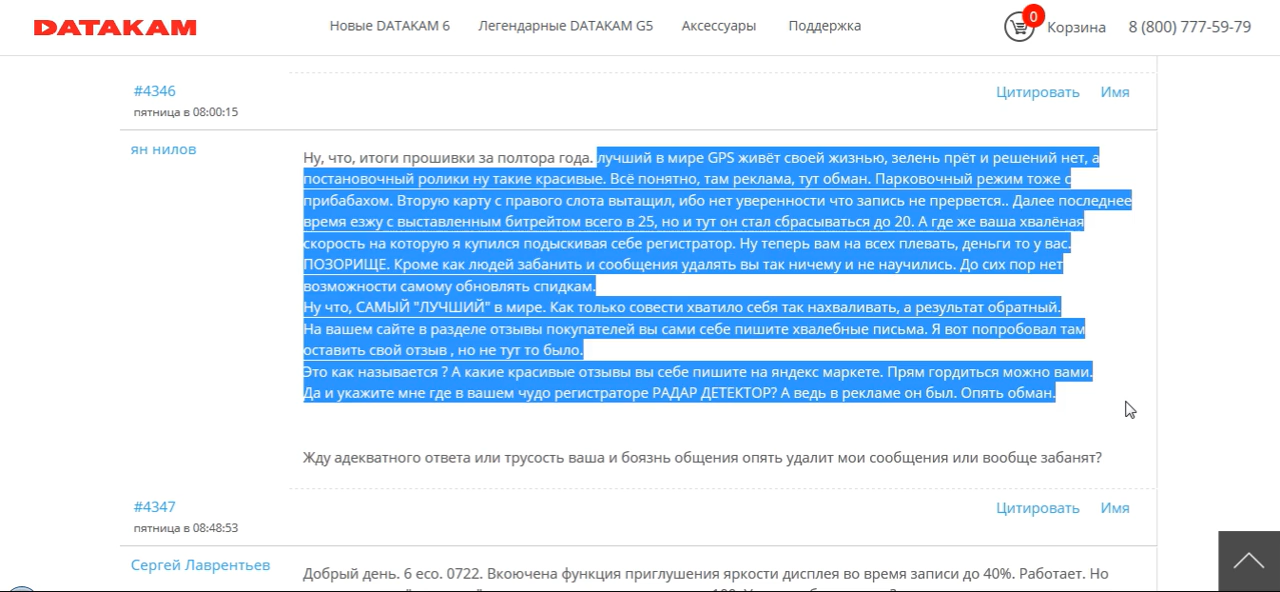 DATAKAM
Новые DATAKAM 6 Легендарные DATAKAM G5 Аксессуары Поддержка 0 Корзина 8 (800) 777-59-79
#4346 Цитировать Имя
пятница в 08:00:15
ян нилов
Ну, что, итоги прошивки за полтора года. лучший в мире GPS живёт своей жизнью, зелень прёт и решений нет, а
постановочный ролики ну такие красивые. Всё понятно, там реклама, тут обман. Парковочный режим тоже с
прибабахом. Вторую карту с правого слота вытащил, ибо нет уверенности что запись не прервется.. Далее последнее
время езжу с выставленным битрейтом всего в 25, но и тут он стал сбрасываться до 20. А где же ваша хвалёная
скорость на которую я купился подыскивая себе регистратор. Ну теперь вам на всех плевать, деньги то у вас.
ПОЗОРИЩЕ. Кроме как людей забанить и сообщения удалять вы так ничему и не научились. До сих пор нет
возможности самому обновлять спидкам.
Ну что, САМЫЙ "ЛУЧШИЙ" в мире. Как только совести хватило себя так нахваливать, а результат обратный.
На вашем сайте в разделе отзывы покупателей вы сами себе пишите хвалебные письма. Я вот попробовал там
оставить свой отзыв , но не тут то было.
Это как называется ? А какие красивые отзывы вы себе пишите на яндекс маркете. Прям гордиться можно вами.
Да и укажите мне где в вашем чудо регистраторе РАДАР ДЕТЕКТОР? А ведь в рекламе он был. Опять обман.
Жду адекватного ответа или трусость ваша и боязнь общения опять удалит мои сообщения или вообще забанят?
#4347 Цитировать Имя
пятница в 08:48:53
Сергей Лаврентьев
Добрый день. 6 eco. 0722. Вкоючена функция приглушения яркости дисплея во время записи до 40%. Работает. Но